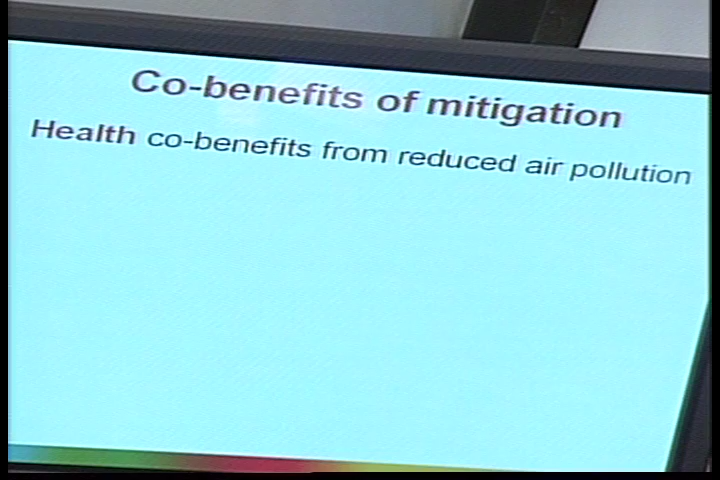 Co-benefits of mitigation
Health co-benefits from reduced air pollution